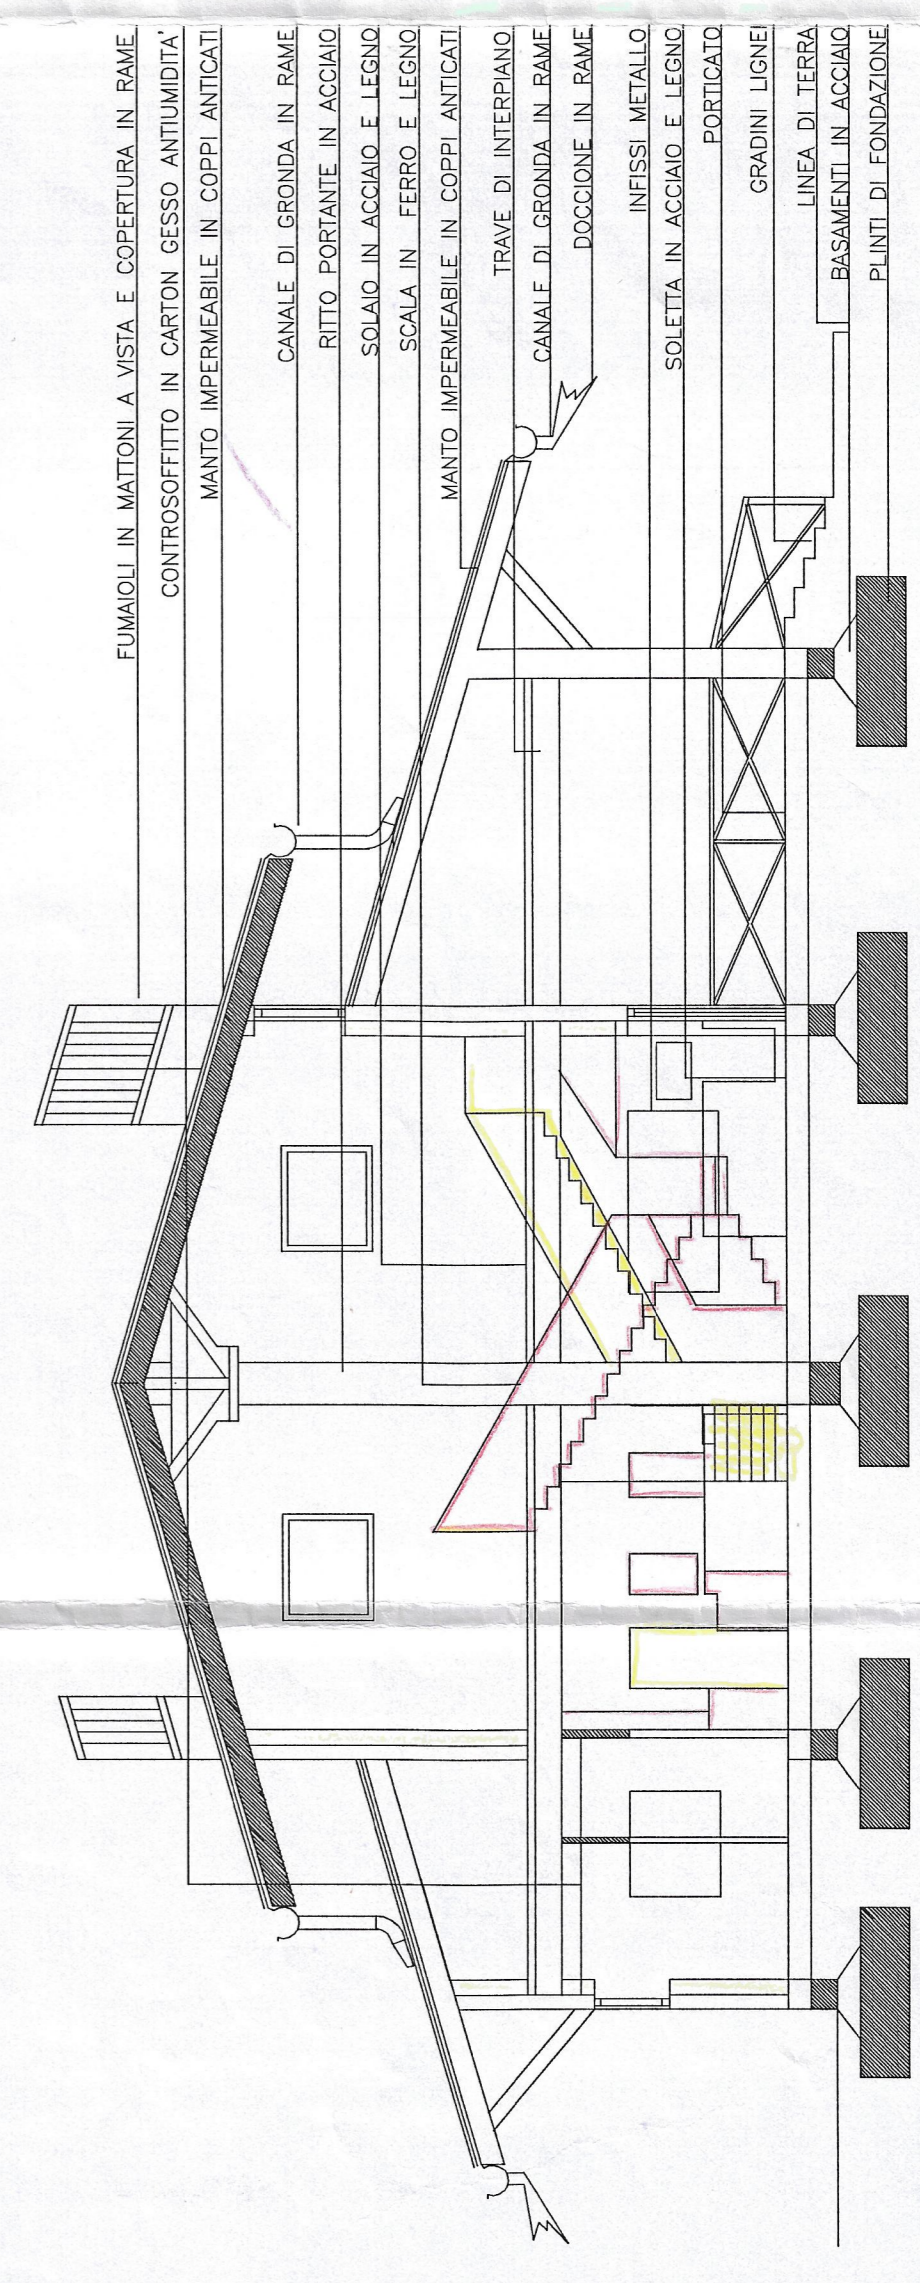 FUMAIOLI IN MATTONI A VISTA E COPERTURA IN RAME
CONTROSOFFITTO IN CARTON GESSO ANTIUMIDITA'
MANTO IMPERMEABILE IN COPPI ANTICATI
CANALE DI GRONDA IN RAME
RITTO PORTANTE IN ACCIAIO
SOLAIO IN ACCIAIO E LEGNO
SCALA IN FERRO E LEGNO
MANTO IMPERMEABILE IN COPPI ANTICATI
TRAVE DI INTERPIANO
CANALE DI GRONDA IN RAME
DOCCIONE IN RAME
INFISSI METALLO
SOLETTA IN ACCIAIO E LEGNO
PORTICATO
GRADINI LIGNEI
LINEA DI TERRA
BASAMENTI IN ACCIAIO
PLINTI DI FONDAZIONE